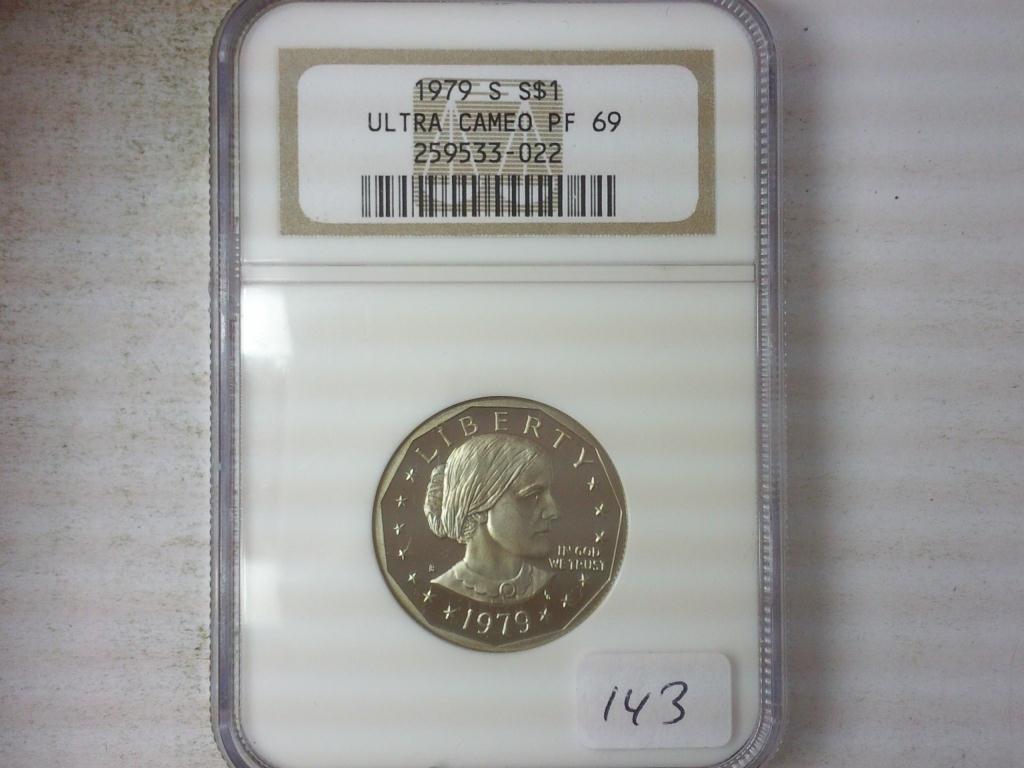 1979 S S$1
ULTRA CAMEO PF 69
259533-022
LIBERTY
IN GOD
WE TRUST
1979
143